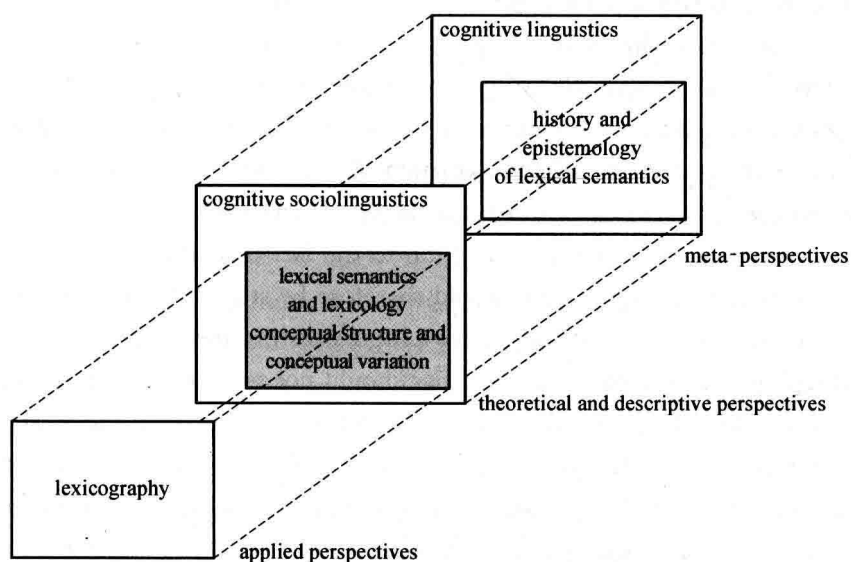 cognitive linguistics
history and
epistemology
of lexical semantics
meta-perspectives
cognitive sociolinguistics
lexical semantics
and lexicology
conceptual structure and
conceptual variation
theoretical and descriptive perspectives
lexicography
applied perspectives